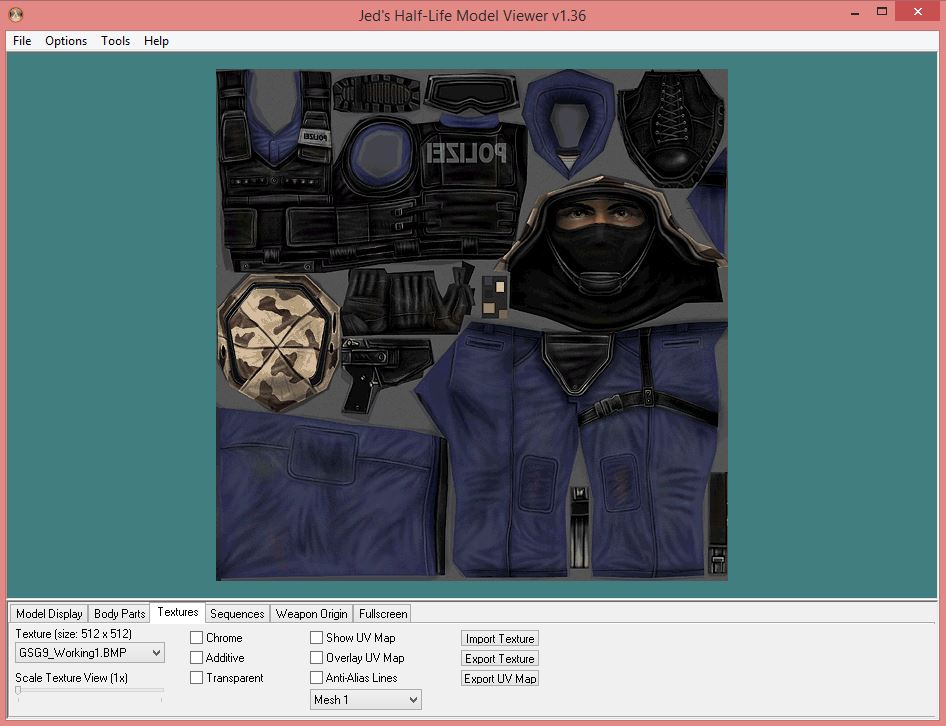 Jed's Half-Life Model Viewer v1.36
File Options Tools Help
POLIZEI
POLIZEI
Model Display Body Parts Textures Sequences Weapon Origin Fullscreen
Texture (size: 512 x 512)
GSG9_Working1.BMP
Scale Texture View (1x)
Chrome
Additive
Transparent
Show UV Map
Overlay UV Map
Anti-Alias Lines
Mesh 1
Import Texture
Export Texture
Export UV Map